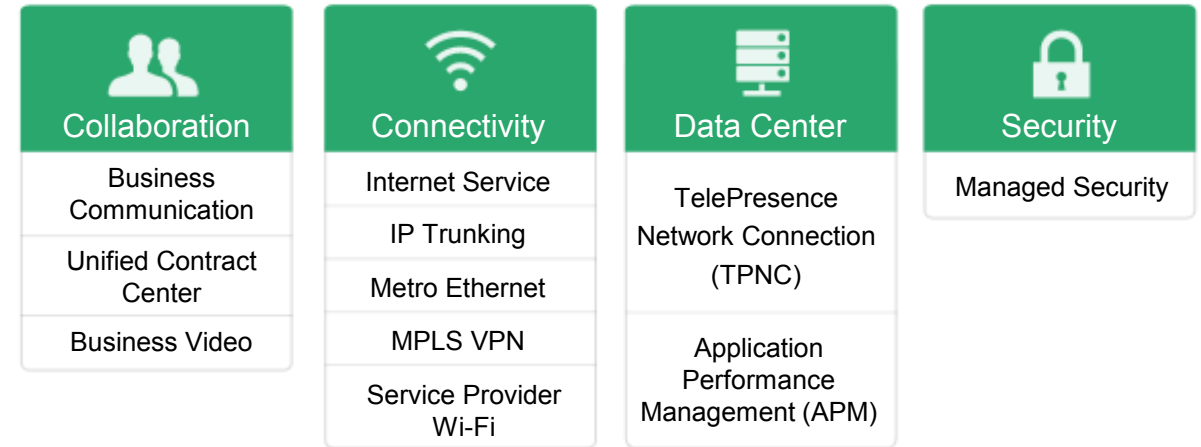 Collaboration
Business
Communication
Unified Contract
Center
Business Video
Connectivity
Internet Service
IP Trunking
Metro Ethernet
MPLS VPN
Service Provider
Wi-Fi
Data Center
TelePresence
Network Connection
(TPNC)
Application
Performance
Management (APM)
Security
Managed Security